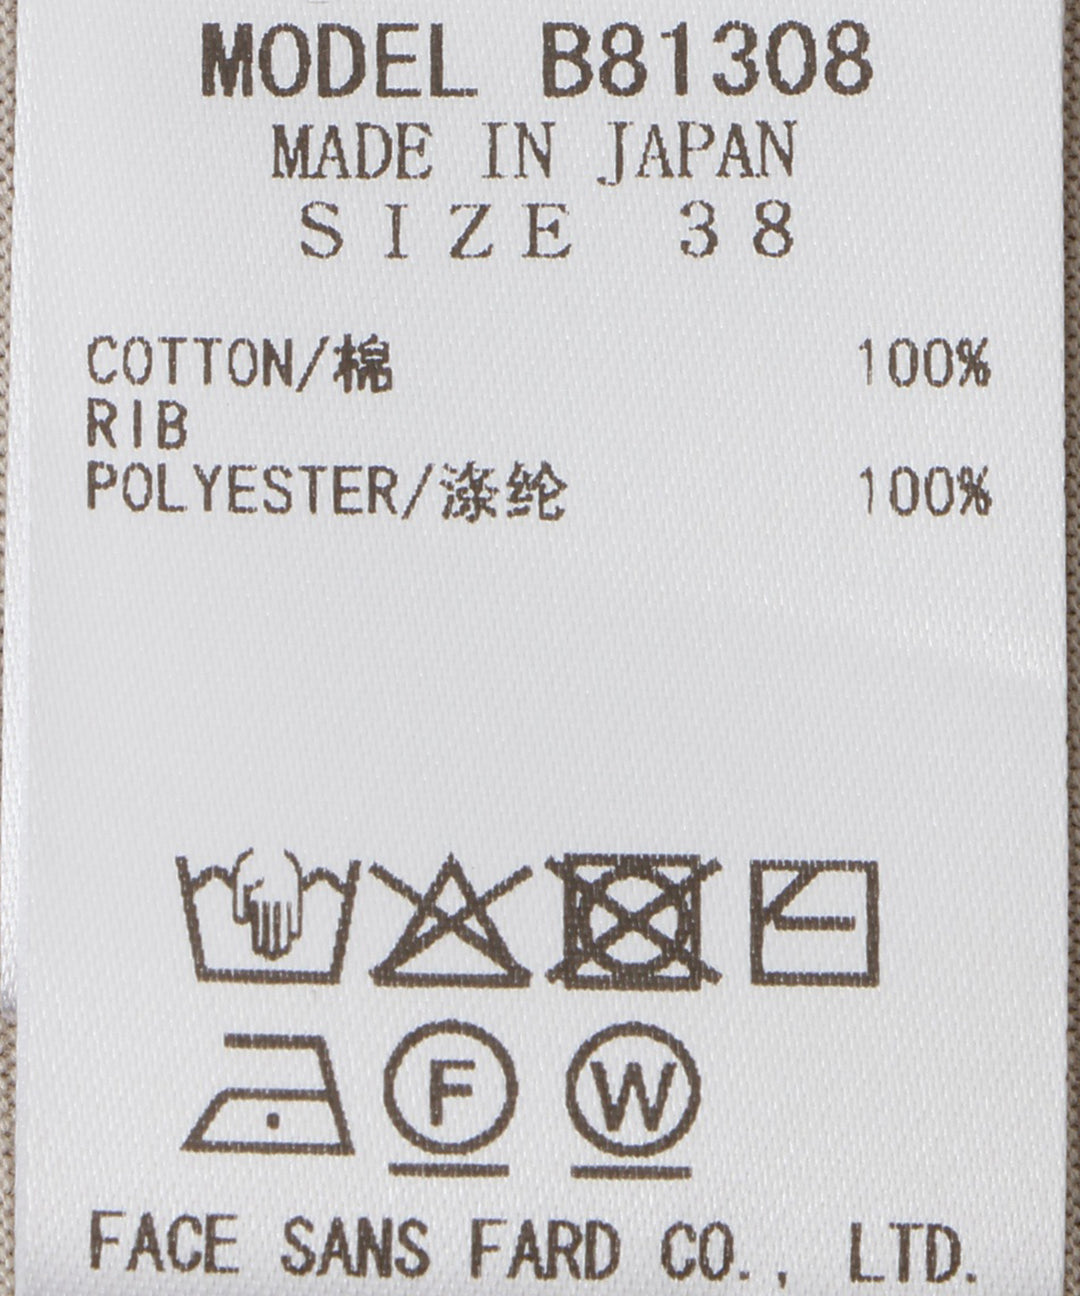 MODEL B81308
MADE IN JAPAN
SIZE 38
COTTON/棉 100%
RIB
POLYESTER/涤纶 100%
F W
FACE SANS FARD CO., LTD.